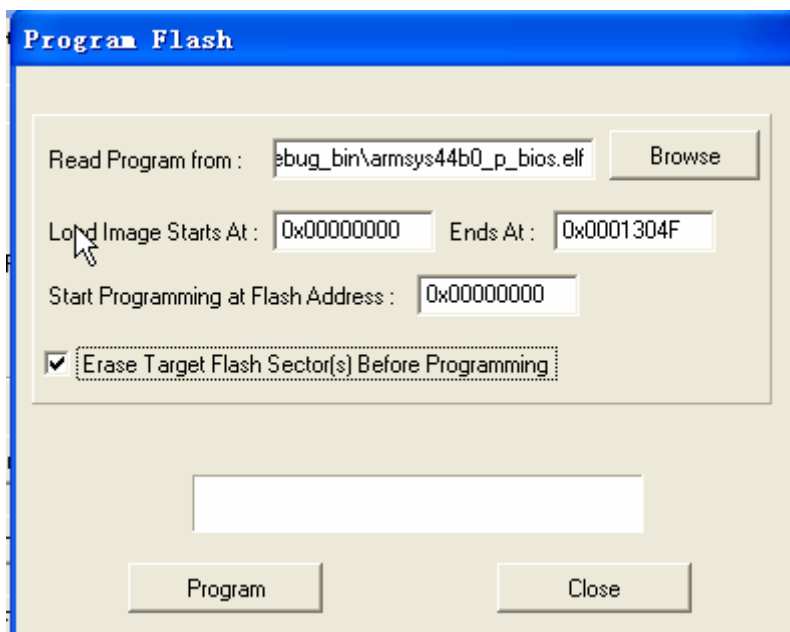 Program Flash
Read Program from : ebug_bin\armsys44b0_p_bios.elf Browse
Load Image Starts At : 0x00000000 Ends At : 0x0001304F
Start Programming at Flash Address : 0x00000000
Erase Target Flash Sector(s) Before Programming
Program Close